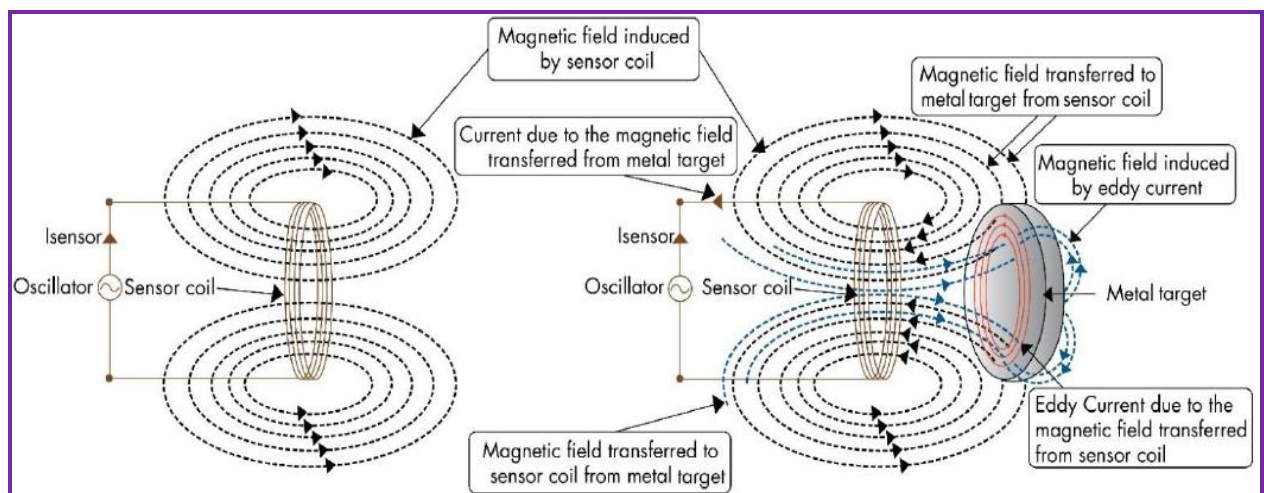 Magnetic field induced
by sensor coil
Isensor
Oscillator
Sensor coil
Current due to the magnetic field
transferred from metal target
Magnetic field transferred to
metal target from sensor coil
Magnetic field induced
by eddy current
Isensor
Oscillator
Sensor coil
Metal target
Eddy Current due to the
magnetic field transferred
from sensor coil
Magnetic field transferred to
sensor coil from metal target